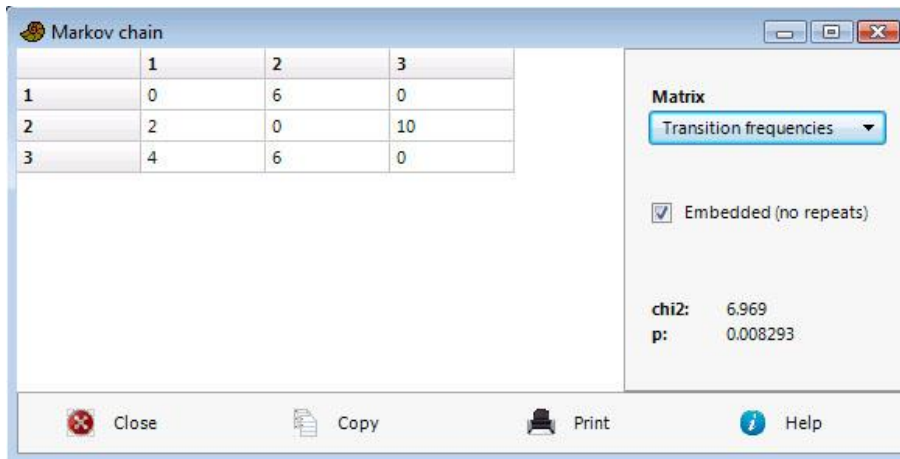 Markov chain
1 2 3
1 0 6 0
2 2 0 10
3 4 6 0
Matrix
Transition frequencies
Embedded (no repeats)
chi2: 6.969
p: 0.008293
Close Copy Print Help